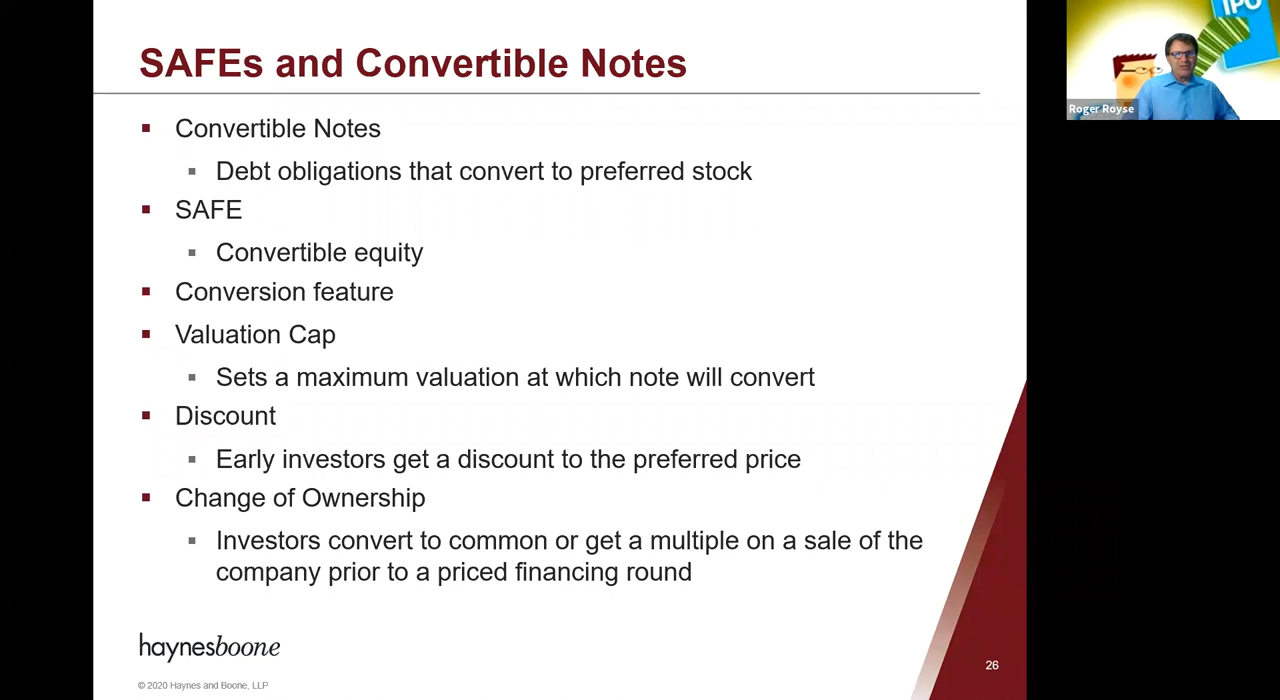 SAFEs and Convertible Notes
Convertible Notes
Debt obligations that convert to preferred stock
SAFE
Convertible equity
Conversion feature
Valuation Cap
Sets a maximum valuation at which note will convert
Discount
Early investors get a discount to the preferred price
Change of Ownership
Investors convert to common or get a multiple on a sale of the
company prior to a priced financing round
haynesboone
© 2020 Haynes and Boone, LLP
26
IPO
Roger Royse